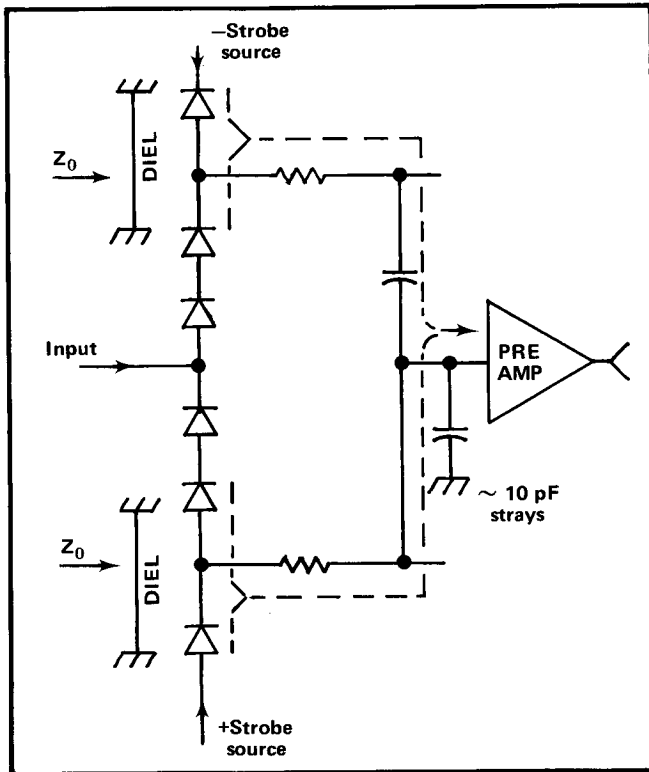 –Strobe
source
Z₀
DIEL
Input
PRE
AMP
~ 10 pF
strays
Z₀
DIEL
+Strobe
source